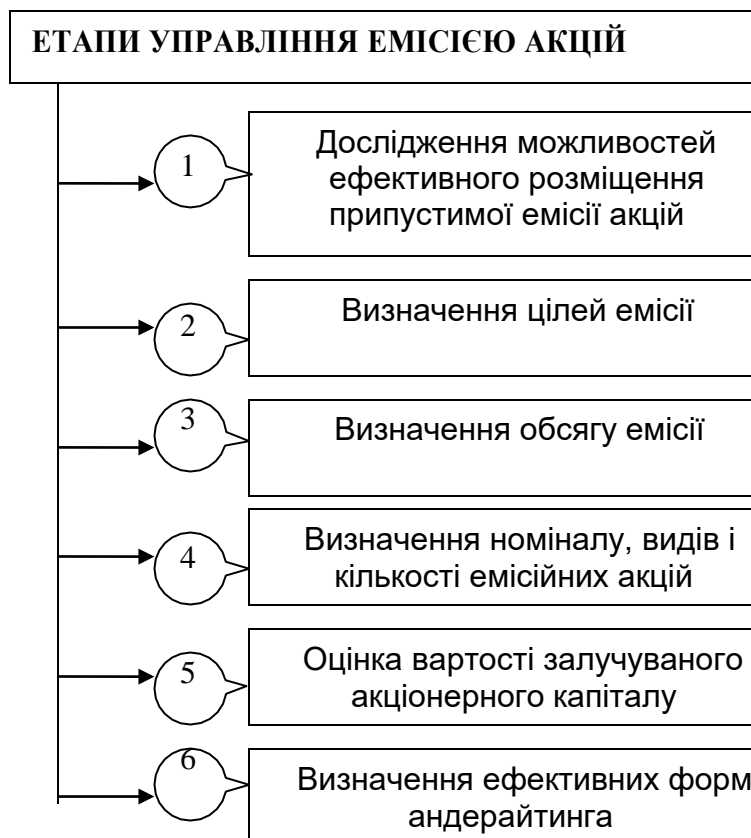 ЕТАПИ УПРАВЛІННЯ ЕМІСІЄЮ АКЦІЙ
1
Дослідження можливостей
ефективного розміщення
припустимої емісії акцій
2
Визначення цілей емісії
3
Визначення обсягу емісії
4
Визначення номіналу, видів і
кількості емісійних акцій
5
Оцінка вартості залучуваного
акціонерного капіталу
6
Визначення ефективних форм
андерайтинга